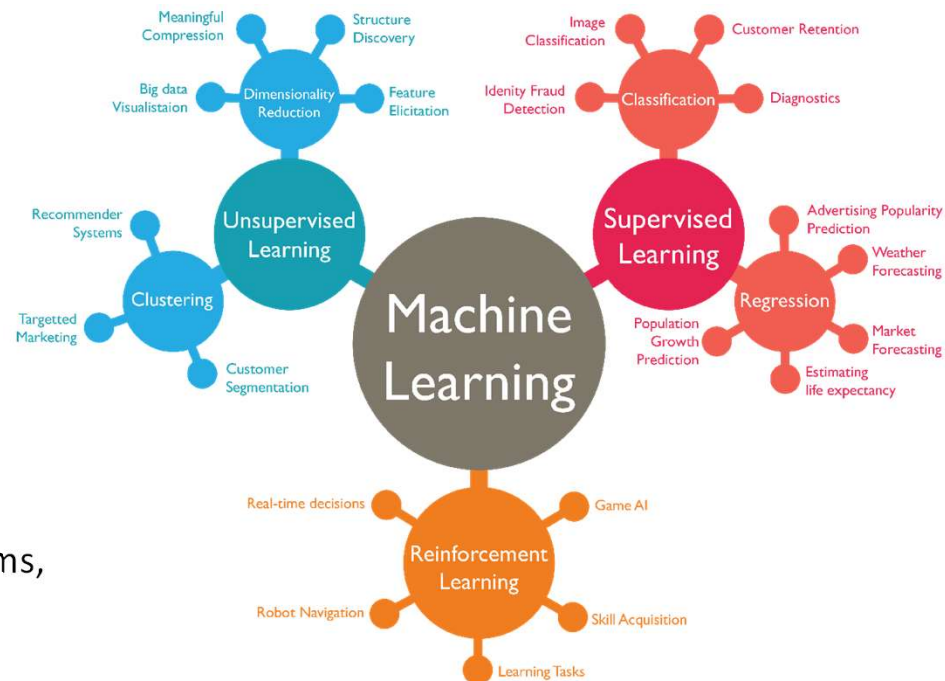 Meaningful
Compression
Structure
Discovery
Big data
Visualistaion
Dimensionality
Reduction
Feature
Elicitation
Unsupervised
Learning
Recommender
Systems
Clustering
Targetted
Marketing
Customer
Segmentation
Machine
Learning
Image
Classification
Customer Retention
Idenity Fraud
Detection
Classification
Diagnostics
Supervised
Learning
Advertising Popularity
Prediction
Weather
Forecasting
Regression
Population
Growth
Prediction
Market
Forecasting
Estimating
life expectancy
Real-time decisions
Game AI
Reinforcement
Learning
Robot Navigation
Skill Acquisition
Learning Tasks